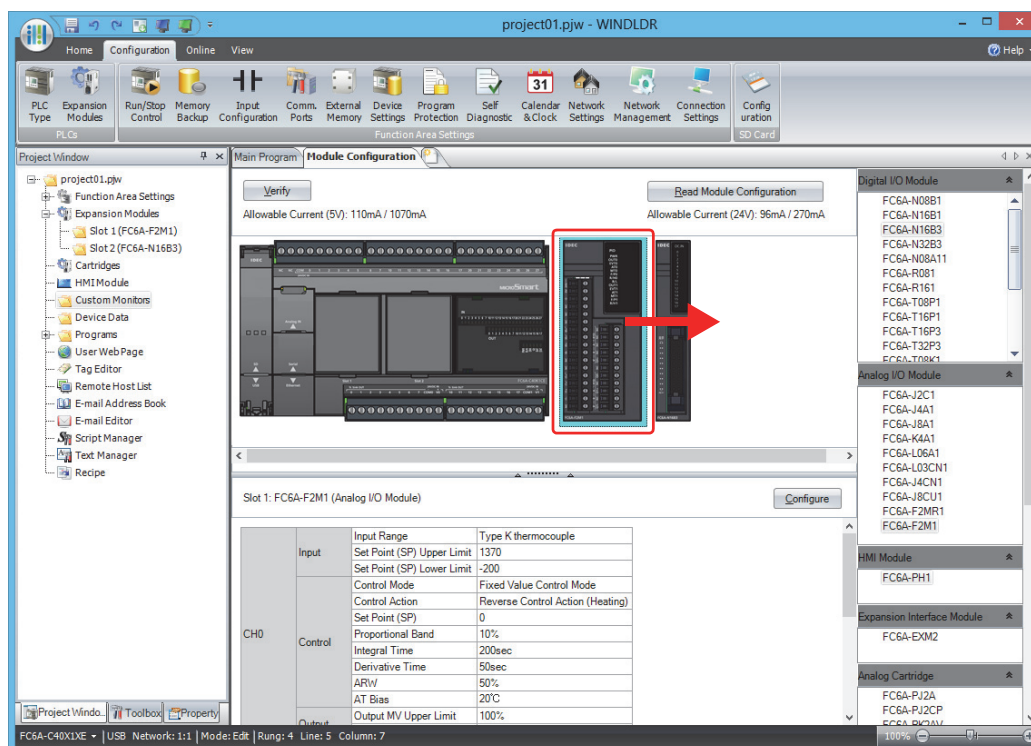 project01.pjw - WINDLDR
Home Configuration Online View Help
PLC Type
Expansion Modules
Run/Stop Control
Memory Backup
Input Configuration
Comm. Ports
External Memory
Device Settings
Program Protection
Self Diagnostic
31
Calendar & Clock
Network Settings
Network Management
Connection Settings
Config uration
PLCs
Function Area Settings
SD Card
Project Window
project01.pjw
Function Area Settings
Expansion Modules
Slot 1 (FC6A-F2M1)
Slot 2 (FC6A-N16B3)
Cartridges
HMI Module
Custom Monitors
Device Data
Programs
User Web Page
Tag Editor
Remote Host List
E-mail Address Book
E-mail Editor
Script Manager
Text Manager
Recipe
Project Windo...
Toolbox
Property
Main Program
Module Configuration
Verify
Read Module Configuration
Allowable Current (5V): 110mA / 1070mA
Allowable Current (24V): 96mA / 270mA
Slot 1: FC6A-F2M1 (Analog I/O Module)
Configure
CH0
Input
Input Range Type K thermocouple
Set Point (SP) Upper Limit 1370
Set Point (SP) Lower Limit -200
Control
Control Mode Fixed Value Control Mode
Control Action Reverse Control Action (Heating)
Set Point (SP) 0
Proportional Band 10%
Integral Time 200sec
Derivative Time 50sec
ARW 50%
AT Bias 20°C
Output
Output MV Upper Limit 100%
Digital I/O Module
FC6A-N08B1
FC6A-N16B1
FC6A-N16B3
FC6A-N32B3
FC6A-N08A11
FC6A-R081
FC6A-R161
FC6A-T08P1
FC6A-T16P1
FC6A-T16P3
FC6A-T32P3
FC6A-T08K1
Analog I/O Module
FC6A-J2C1
FC6A-J4A1
FC6A-J8A1
FC6A-K4A1
FC6A-L06A1
FC6A-L03CN1
FC6A-J4CN1
FC6A-J8CU1
FC6A-F2MR1
FC6A-F2M1
HMI Module
FC6A-PH1
Expansion Interface Module
FC6A-EXM2
Analog Cartridge
FC6A-PJ2A
FC6A-PJ2CP
FC6A-PK2AV
FC6A-C40X1XE USB Network: 1:1 Mode: Edit Rung: 4 Line: 5 Column: 7
100%